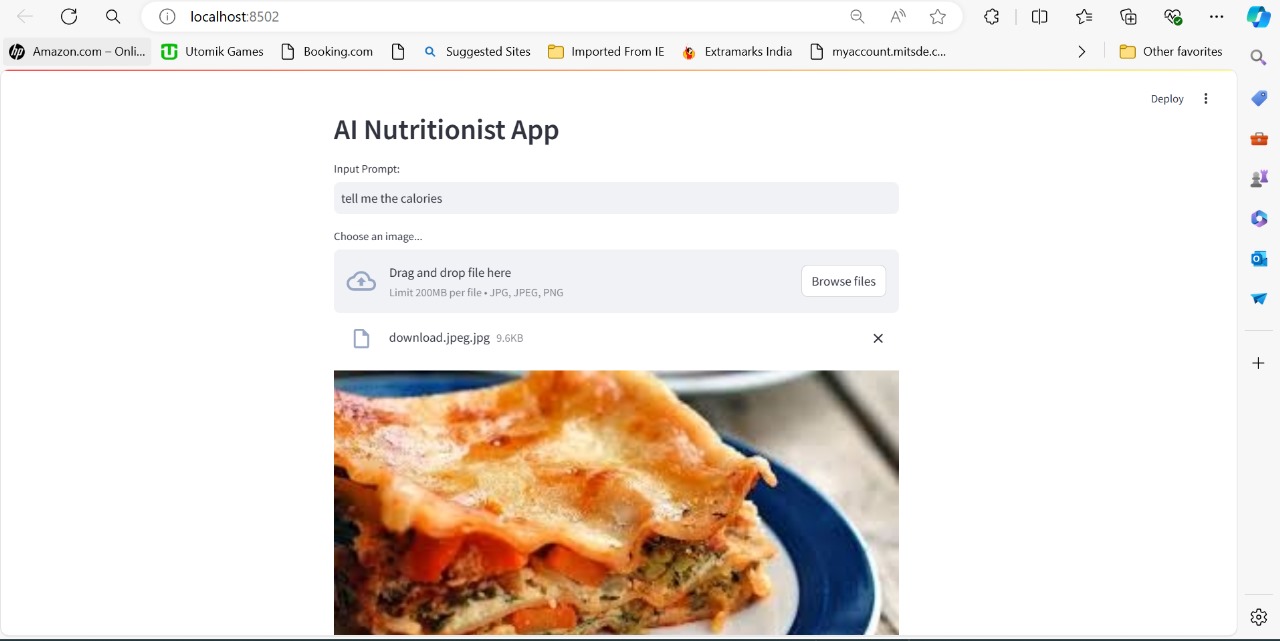 localhost:8502
Amazon.com – Onli...
Utomik Games
Booking.com
Suggested Sites
Imported From IE
Extramarks India
myaccount.mitsde.c...
Other favorites
Deploy
AI Nutritionist App
Input Prompt:
tell me the calories
Choose an image...
Drag and drop file here
Limit 200MB per file • JPG, JPEG, PNG
Browse files
download.jpeg.jpg 9.6KB